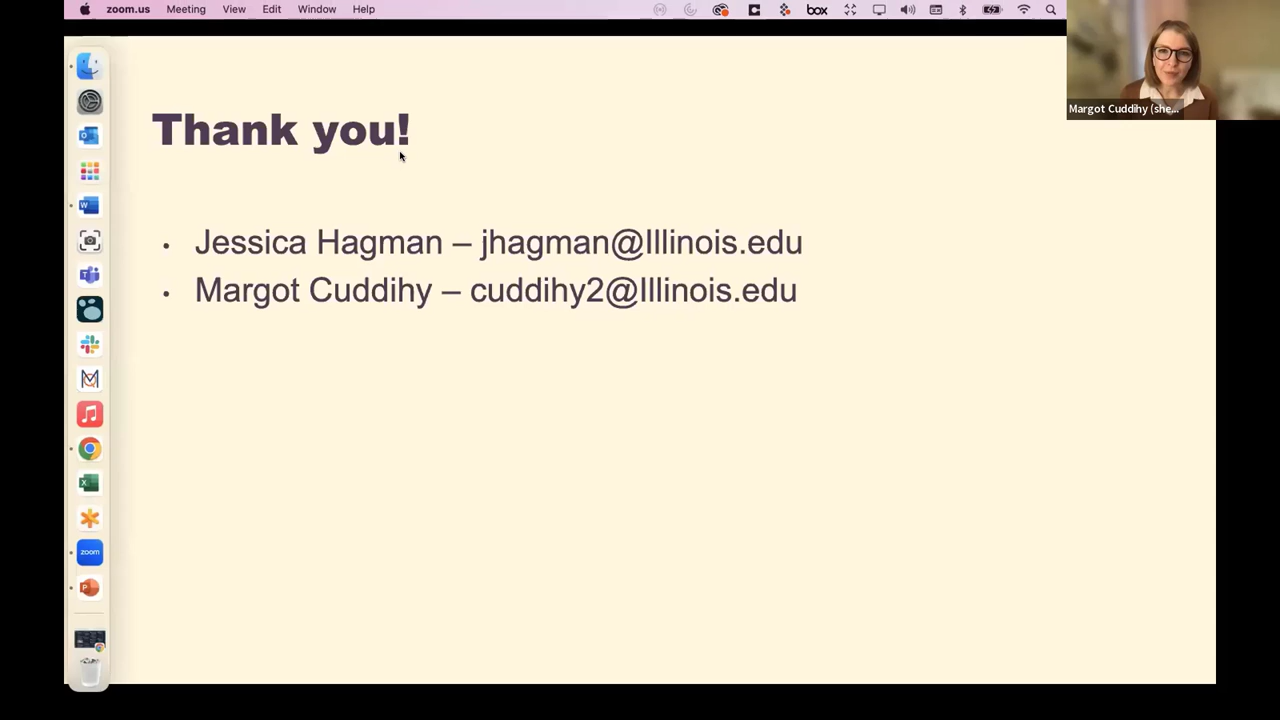 zoom.us Meeting View Edit Window Help
box
Margot Cuddihy (she...
Thank you!
• Jessica Hagman – jhagman@Illinois.edu
• Margot Cuddihy – cuddihy2@Illinois.edu
W
zoom
P